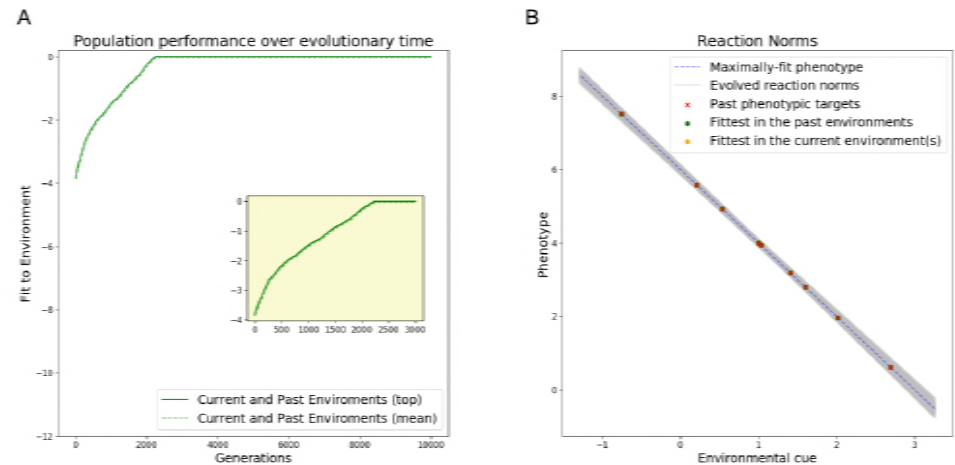 A
Population performance over evolutionary time
0
−2
−4
−6
−8
−10
−12
Fit to Environment
0
−1
−2
−3
−4
0 500 1000 1500 2000 2500 3000
Current and Past Enviroments (top)
Current and Past Enviroments (mean)
0 2000 4000 6000 8000 10000
Generations
B
Reaction Norms
Maximally-fit phenotype
Evolved reaction norms
Past phenotypic targets
Fittest in the past environments
Fittest in the current environment(s)
8
6
4
2
0
Phenotype
−1 0 1 2 3
Environmental cue